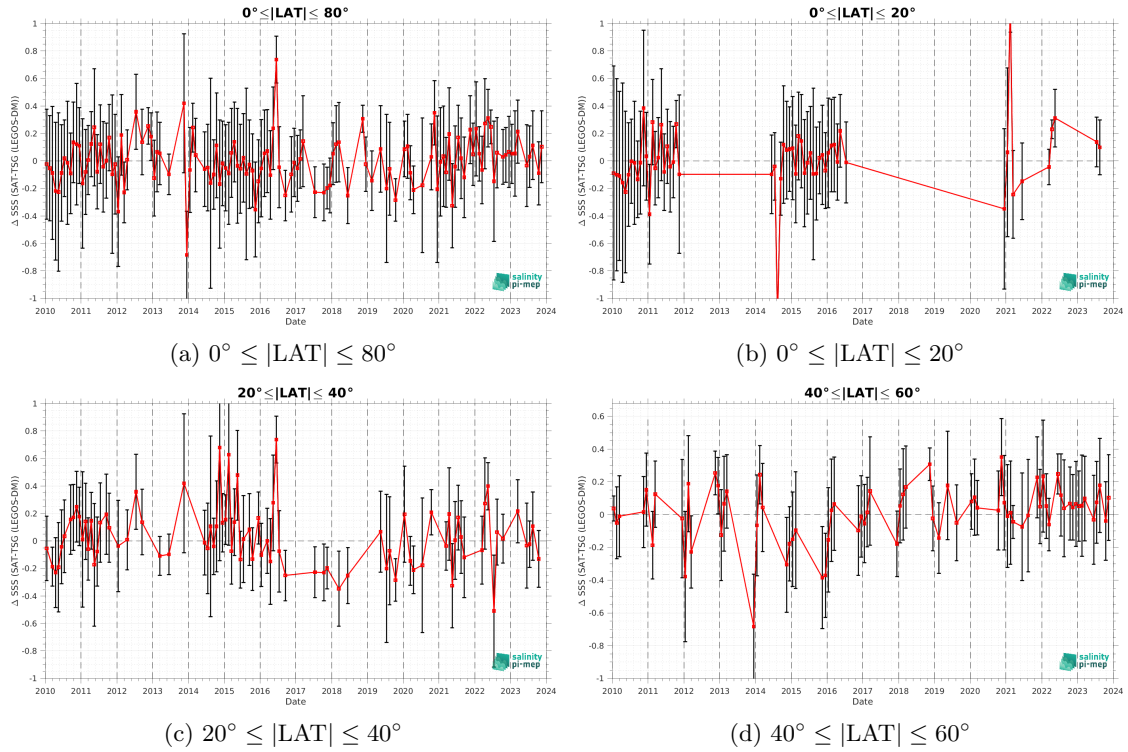 0°≤|LAT|≤ 80°
Δ SSS (SAT-TSG (LEGOS-DMI))
1
0.8
0.6
0.4
0.2
0
-0.2
-0.4
-0.6
-0.8
-1
2010 2011 2012 2013 2014 2015 2016 2017 2018 2019 2020 2021 2022 2023 2024
Date
salinity
pi-mep
(a) 0° ≤ |LAT| ≤ 80°
0°≤|LAT|≤ 20°
Δ SSS (SAT-TSG (LEGOS-DMI))
1
0.8
0.6
0.4
0.2
0
-0.2
-0.4
-0.6
-0.8
-1
2010 2011 2012 2013 2014 2015 2016 2017 2018 2019 2020 2021 2022 2023 2024
Date
salinity
pi-mep
(b) 0° ≤ |LAT| ≤ 20°
20°≤|LAT|≤ 40°
Δ SSS (SAT-TSG (LEGOS-DMI))
1
0.8
0.6
0.4
0.2
0
-0.2
-0.4
-0.6
-0.8
-1
2010 2011 2012 2013 2014 2015 2016 2017 2018 2019 2020 2021 2022 2023 2024
Date
salinity
pi-mep
(c) 20° ≤ |LAT| ≤ 40°
40°≤|LAT|≤ 60°
Δ SSS (SAT-TSG (LEGOS-DMI))
0.6
0.4
0.2
0
-0.2
-0.4
-0.6
-0.8
-1
2010 2011 2012 2013 2014 2015 2016 2017 2018 2019 2020 2021 2022 2023 2024
Date
salinity
pi-mep
(d) 40° ≤ |LAT| ≤ 60°